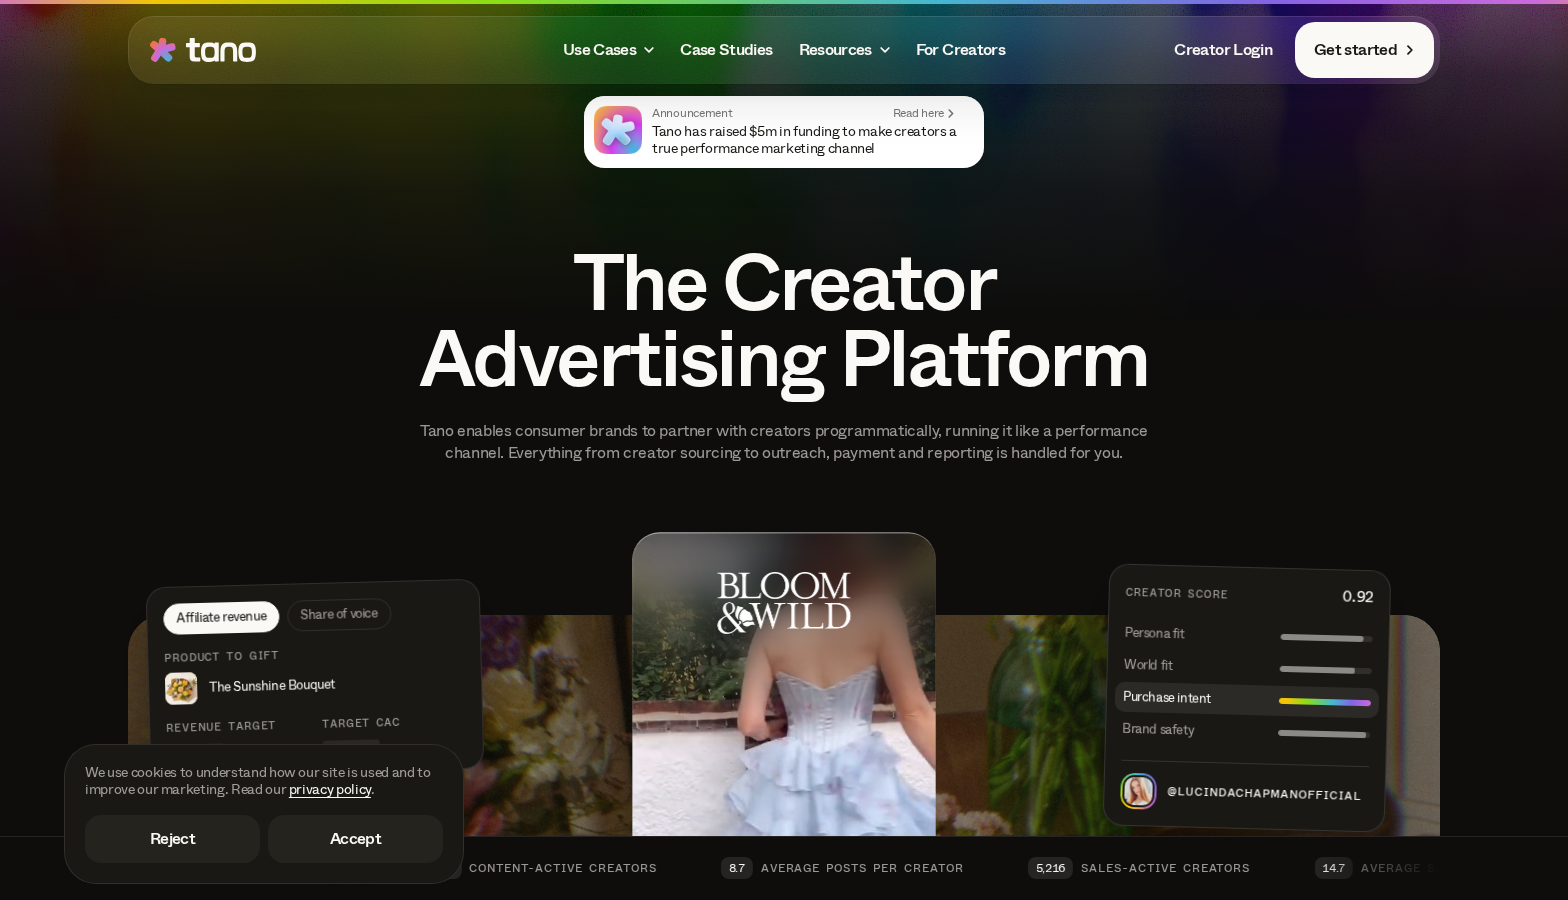 tano
Use Cases
Case Studies
Resources
For Creators
Creator Login
Get started
Announcement
Read here
Tano has raised $5m in funding to make creators a
true performance marketing channel
The Creator
Advertising Platform
Tano enables consumer brands to partner with creators programmatically, running it like a performance
channel. Everything from creator sourcing to outreach, payment and reporting is handled for you.
Affiliate revenue
Share of voice
PRODUCT TO GIFT
The Sunshine Bouquet
REVENUE TARGET
TARGET CAC
BLOOM
&WILD
CREATOR SCORE
0.92
Persona fit
World fit
Purchase intent
Brand safety
@LUCINDACHAPMANOFFICIAL
We use cookies to understand how our site is used and to
improve our marketing. Read our privacy policy.
Reject
Accept
CONTENT-ACTIVE CREATORS
8.7 AVERAGE POSTS PER CREATOR
5,216 SALES-ACTIVE CREATORS
14.7 AVERAGE